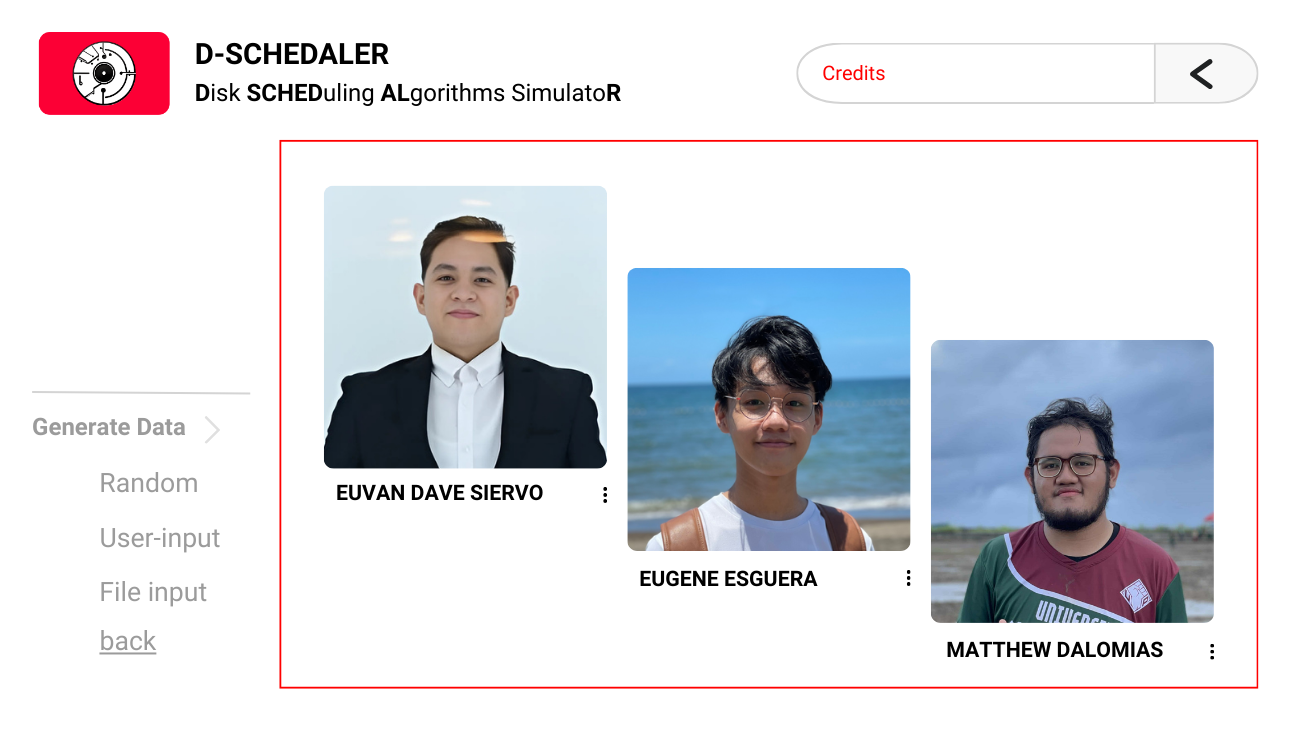 D-SCHEDALER
Disk SCHEDuling ALgorithms SimulatoR
Credits
Generate Data
Random
User-input
File input
back
EUVAN DAVE SIERVO
EUGENE ESGUERA
MATTHEW DALOMIAS